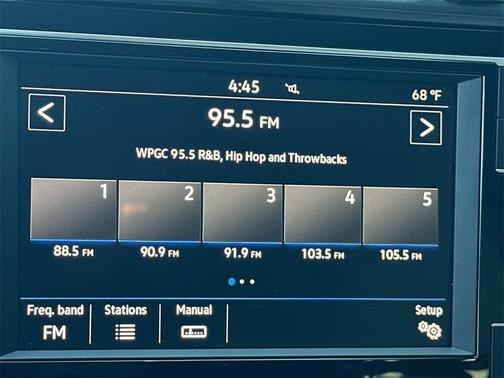 4:45
68 °F
95.5 FM
WPGC 95.5 R&B, Hip Hop and Throwbacks
1 2 3 4 5
88.5 FM 90.9 FM 91.9 FM 103.5 FM 105.5 FM
Freq. band Stations Manual Setup
FM